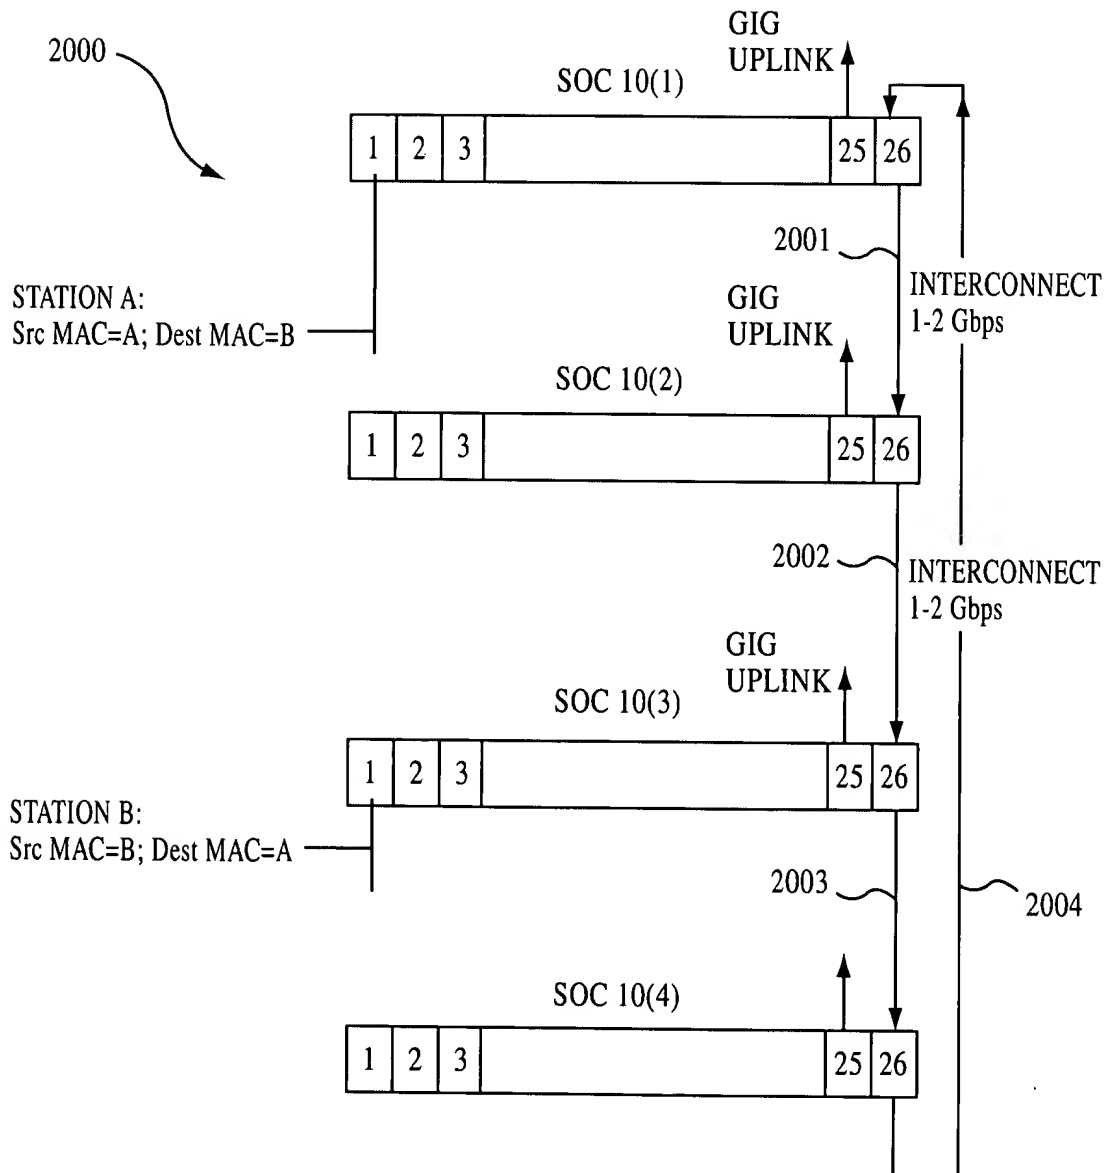 2000
GIG
UPLINK
SOC 10(1)
1 2 3 25 26
2001
INTERCONNECT
1-2 Gbps
STATION A:
Src MAC=A; Dest MAC=B
GIG
UPLINK
SOC 10(2)
1 2 3 25 26
2002
INTERCONNECT
1-2 Gbps
GIG
UPLINK
SOC 10(3)
1 2 3 25 26
STATION B:
Src MAC=B; Dest MAC=A
2003
2004
SOC 10(4)
1 2 3 25 26